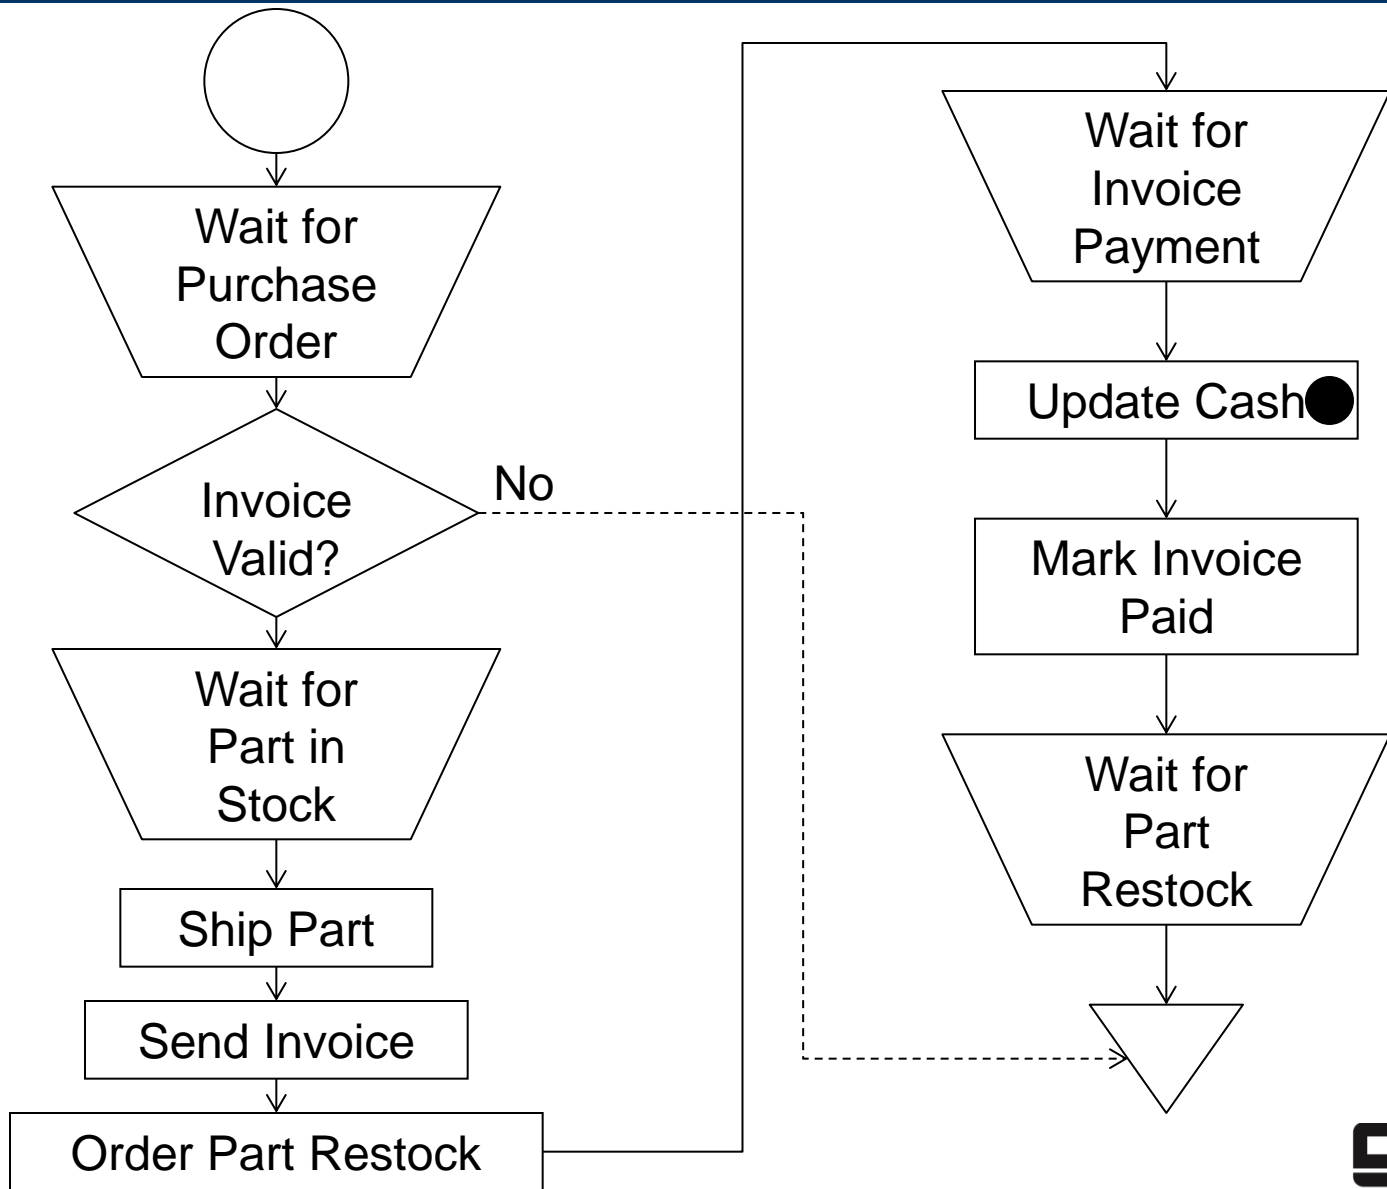 Wait for
Purchase
Order
Invoice
Valid?
No
Wait for
Part in
Stock
Ship Part
Send Invoice
Order Part Restock
Wait for
Invoice
Payment
Update Cash
Mark Invoice
Paid
Wait for
Part
Restock